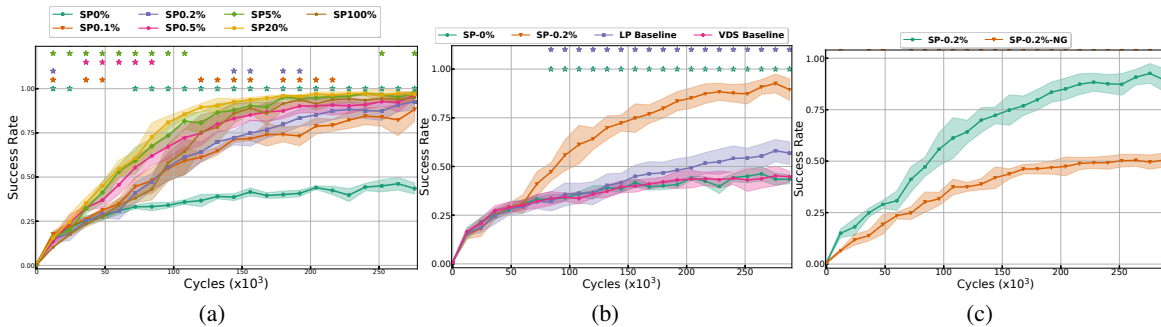 SP0% SP0.2% SP5% SP100%
SP0.1% SP0.5% SP20%
1.00
0.75
0.50
0.25
0.00
Success Rate
0 50 100 150 200 250
Cycles (x10³)
(a)
SP-0% SP-0.2% LP Baseline VDS Baseline
1.00
0.75
0.50
0.25
0.00
Success Rate
0 50 100 150 200 250
Cycles (x10³)
(b)
SP-0.2% SP-0.2%-NG
1.00
0.75
0.50
0.25
0.00
Success Rate
0 50 100 150 200 250
Cycles (x10³)
(c)